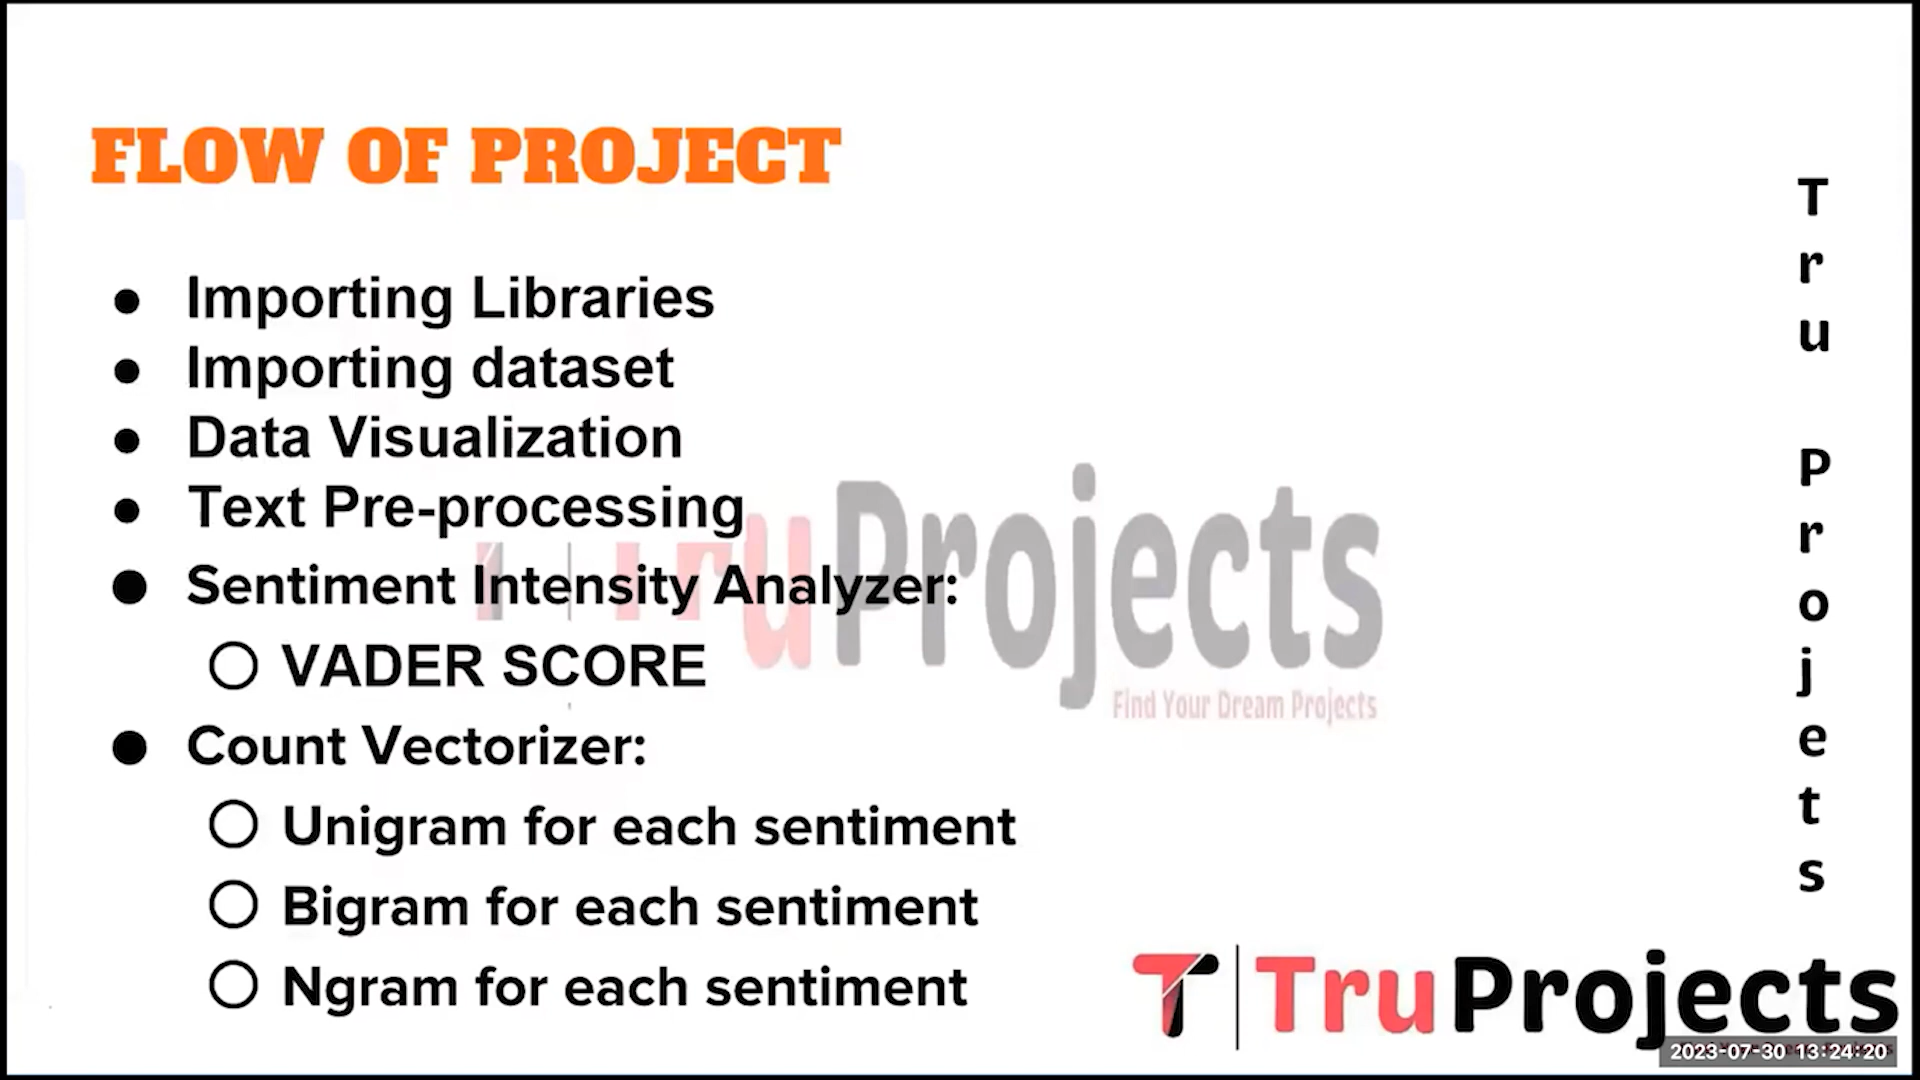 FLOW OF PROJECT
● Importing Libraries
● Importing dataset
● Data Visualization
● Text Pre-processing
● Sentiment Intensity Analyzer:
○ VADER SCORE
● Count Vectorizer:
○ Unigram for each sentiment
○ Bigram for each sentiment
○ Ngram for each sentiment
TruProjects
Find Your Dream Projects
Tru Projects
TruProjects
2023-07-30 13:24:20